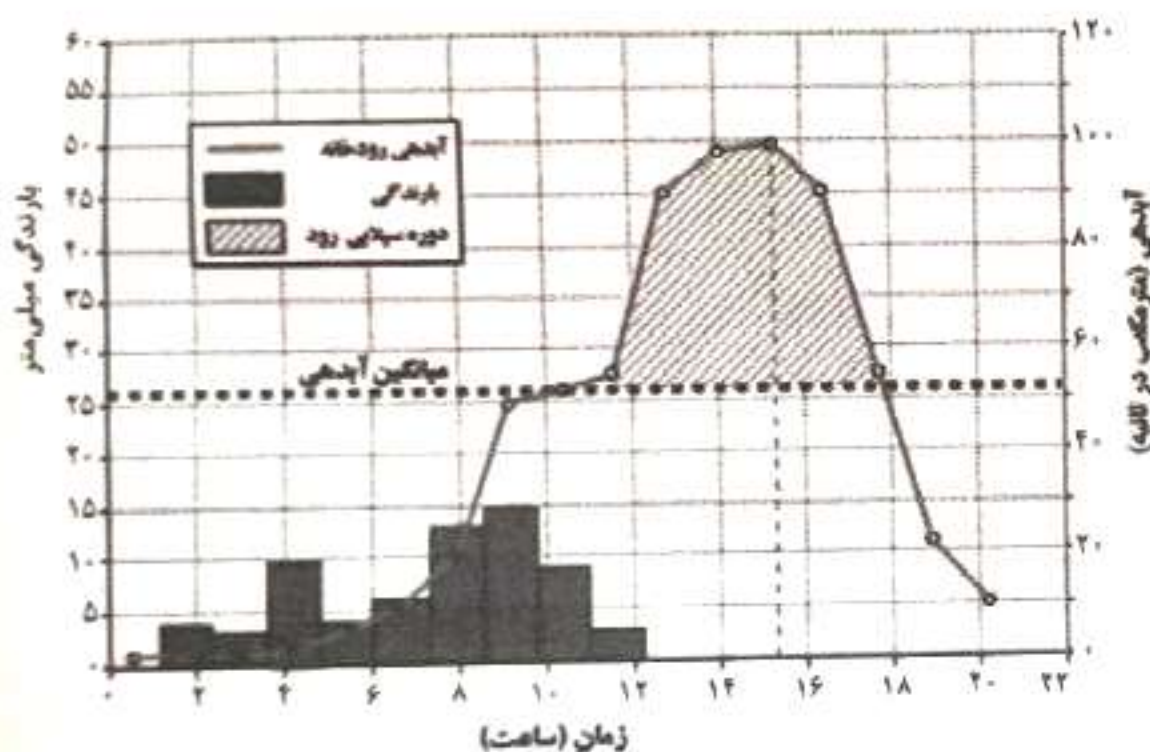 ۶۰
۵۵
۵۰
۴۵
۴۰
۳۵
۳۰
۲۵
۲۰
۱۵
۱۰
۵
۰
بارندگی میلی‌متر
آبدهی رودخانه
بارندگی
دوره سیلابی رود
میانگین آبدهی
۱۲۰
۱۰۰
۸۰
۶۰
۴۰
۲۰
۰
آبدهی (مترمکعب در ثانیه)
۰ ۲ ۴ ۶ ۸ ۱۰ ۱۲ ۱۴ ۱۶ ۱۸ ۲۰ ۲۲
زمان (ساعت)